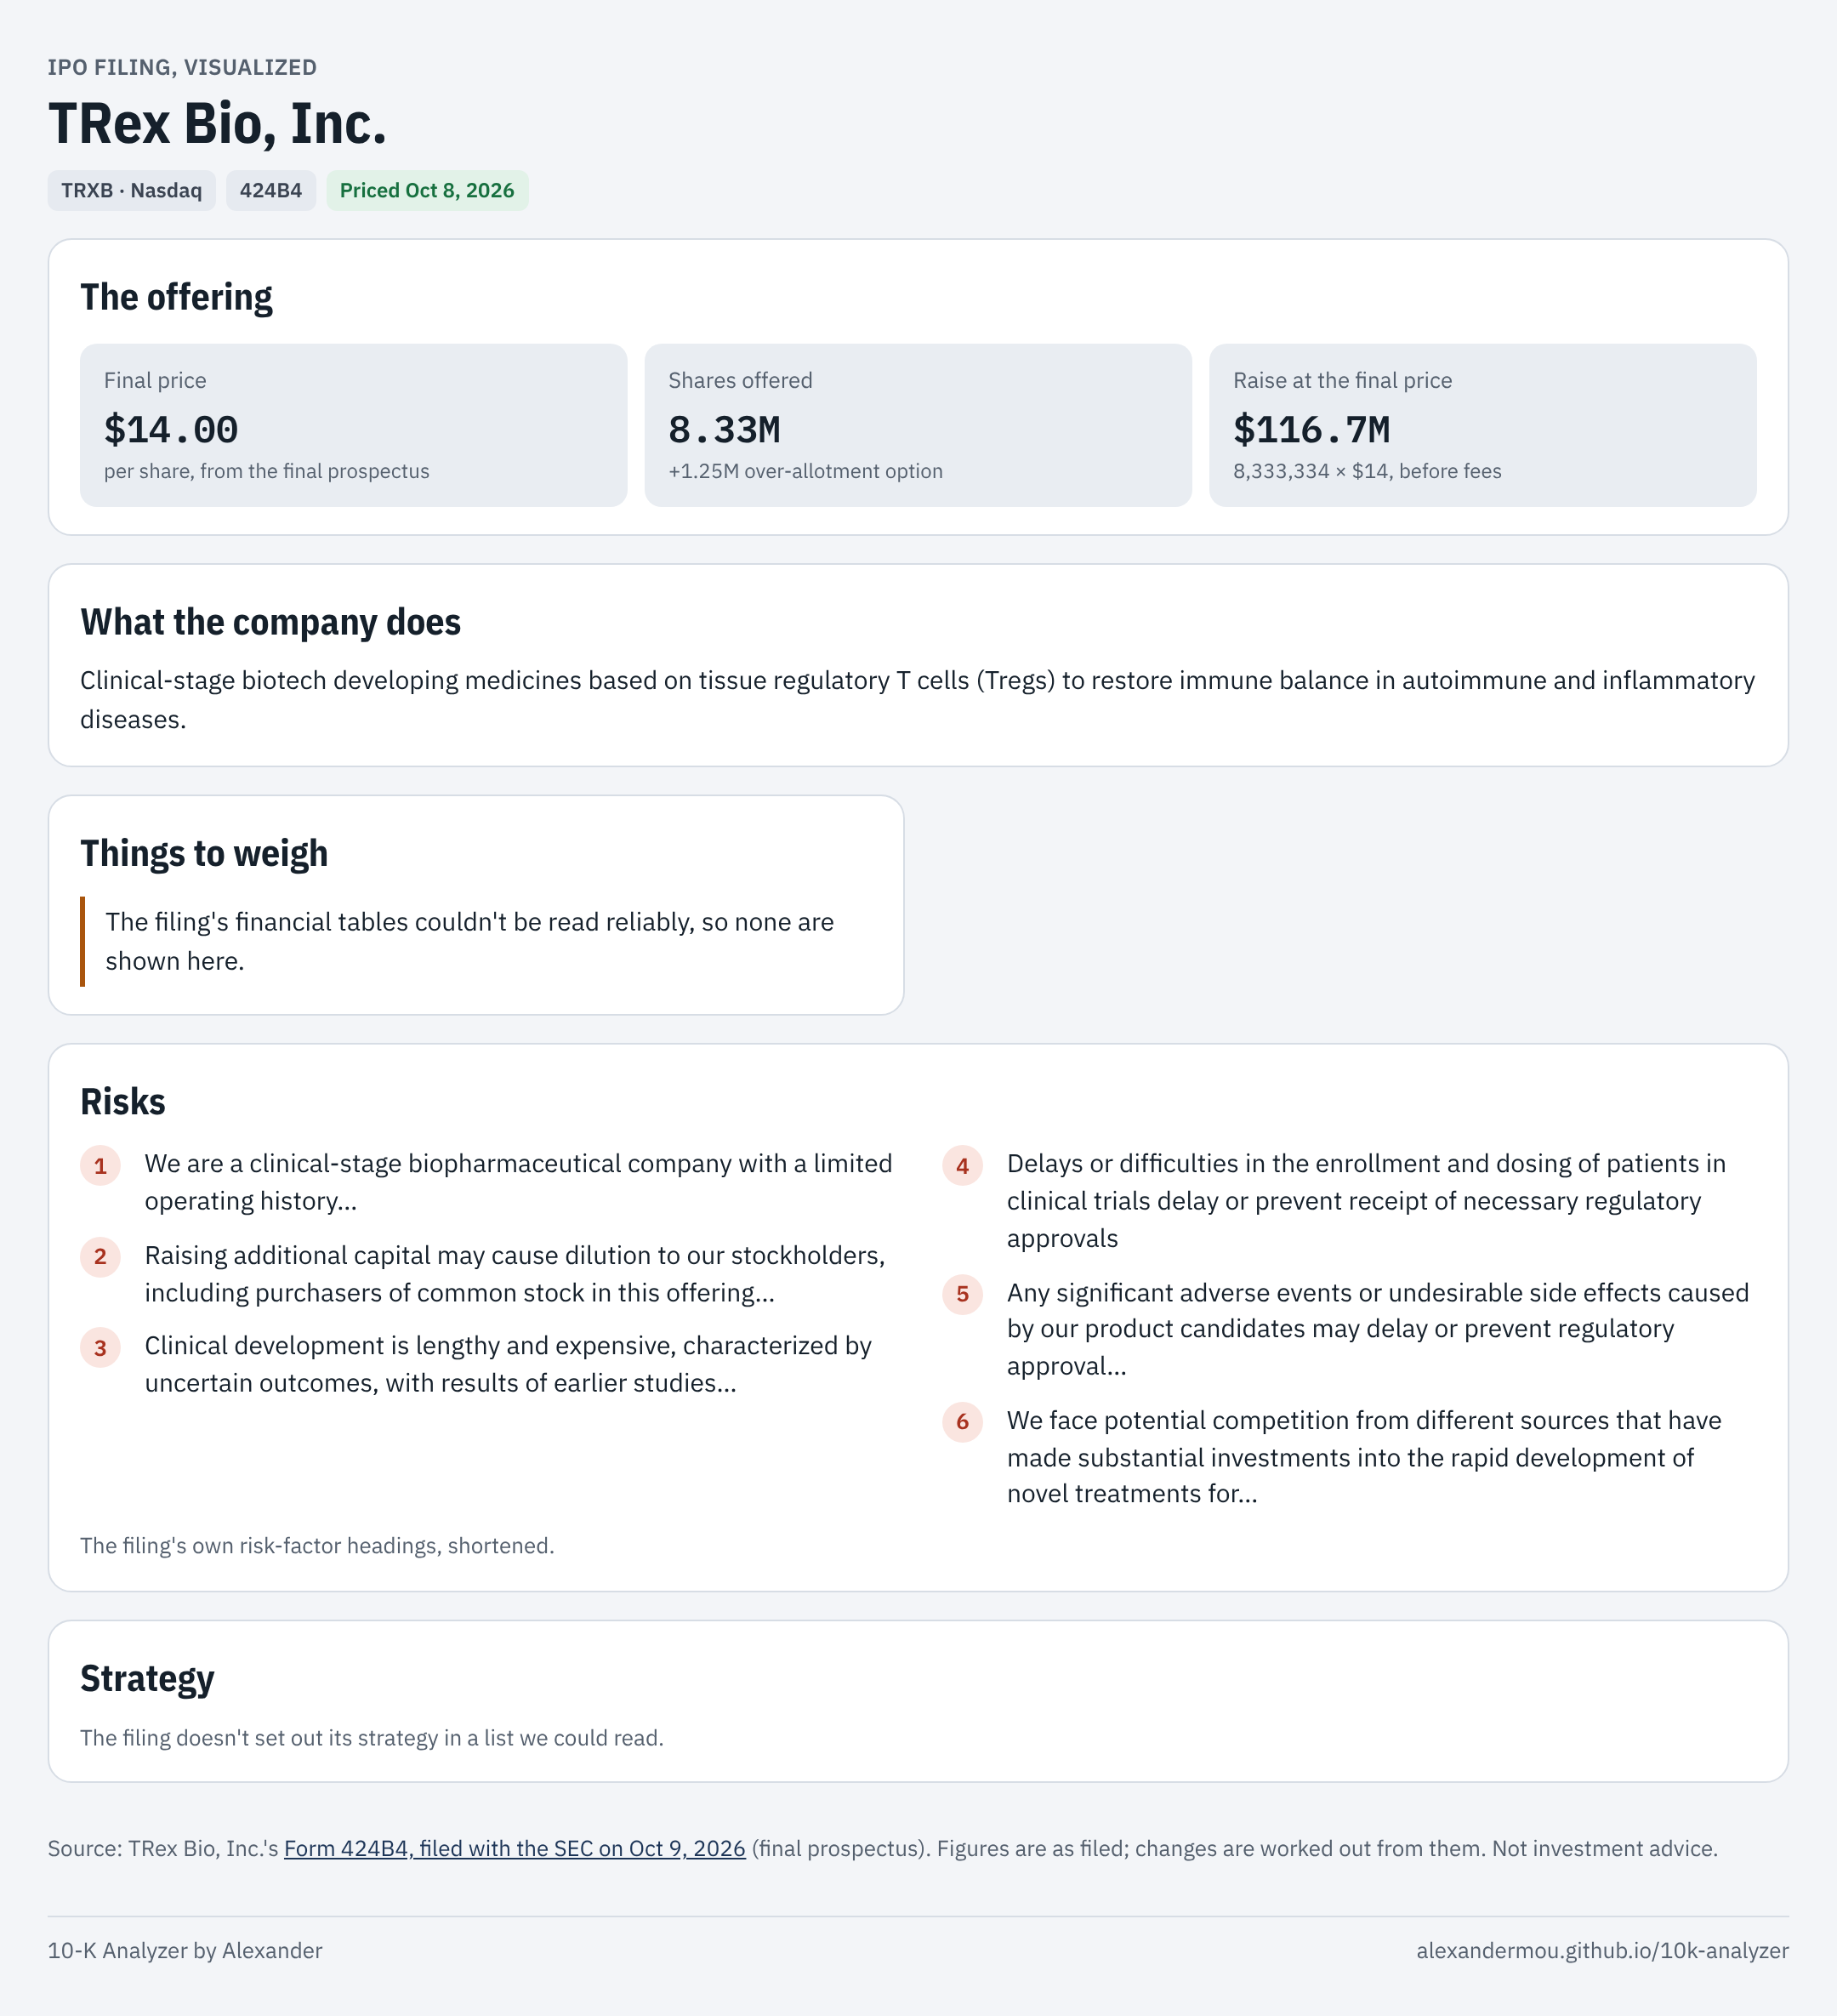 IPO FILING, VISUALIZED
TRex Bio, Inc.
TRXB · Nasdaq
424B4
Priced Oct 8, 2026
The offering
Final price
$14.00
per share, from the final prospectus
Shares offered
8.33M
+1.25M over-allotment option
Raise at the final price
$116.7M
8,333,334 × $14, before fees
What the company does
Clinical-stage biotech developing medicines based on tissue regulatory T cells (Tregs) to restore immune balance in autoimmune and inflammatory
diseases.
Things to weigh
The filing's financial tables couldn't be read reliably, so none are
shown here.
Risks
1
We are a clinical-stage biopharmaceutical company with a limited
operating history…
2
Raising additional capital may cause dilution to our stockholders,
including purchasers of common stock in this offering…
3
Clinical development is lengthy and expensive, characterized by
uncertain outcomes, with results of earlier studies…
4
Delays or difficulties in the enrollment and dosing of patients in
clinical trials delay or prevent receipt of necessary regulatory
approvals
5
Any significant adverse events or undesirable side effects caused
by our product candidates may delay or prevent regulatory
approval…
6
We face potential competition from different sources that have
made substantial investments into the rapid development of
novel treatments for…
The filing's own risk-factor headings, shortened.
Strategy
The filing doesn't set out its strategy in a list we could read.
Source: TRex Bio, Inc.'s Form 424B4, filed with the SEC on Oct 9, 2026 (final prospectus). Figures are as filed; changes are worked out from them. Not investment advice.
10-K Analyzer by Alexander
alexandermou.github.io/10k-analyzer